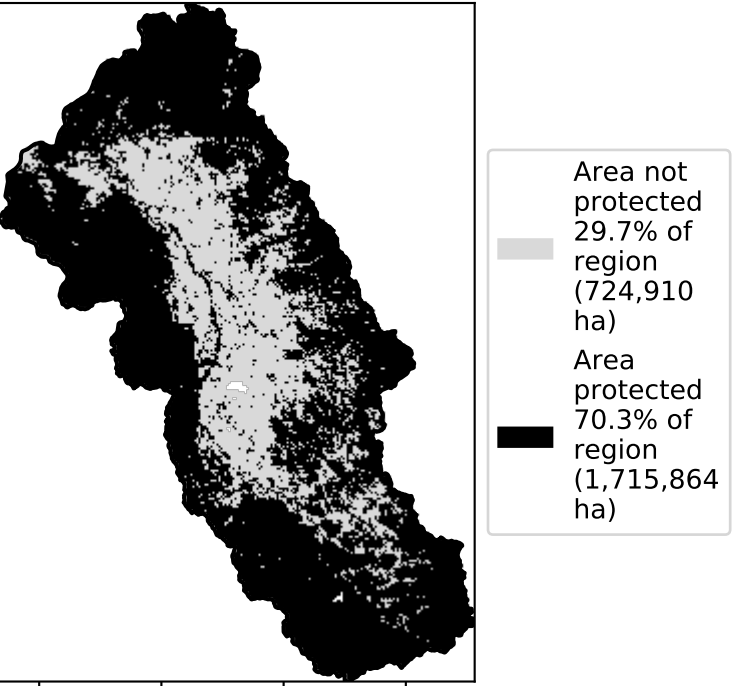 Area not
protected
29.7% of
region
(724,910
ha)
Area
protected
70.3% of
region
(1,715,864
ha)